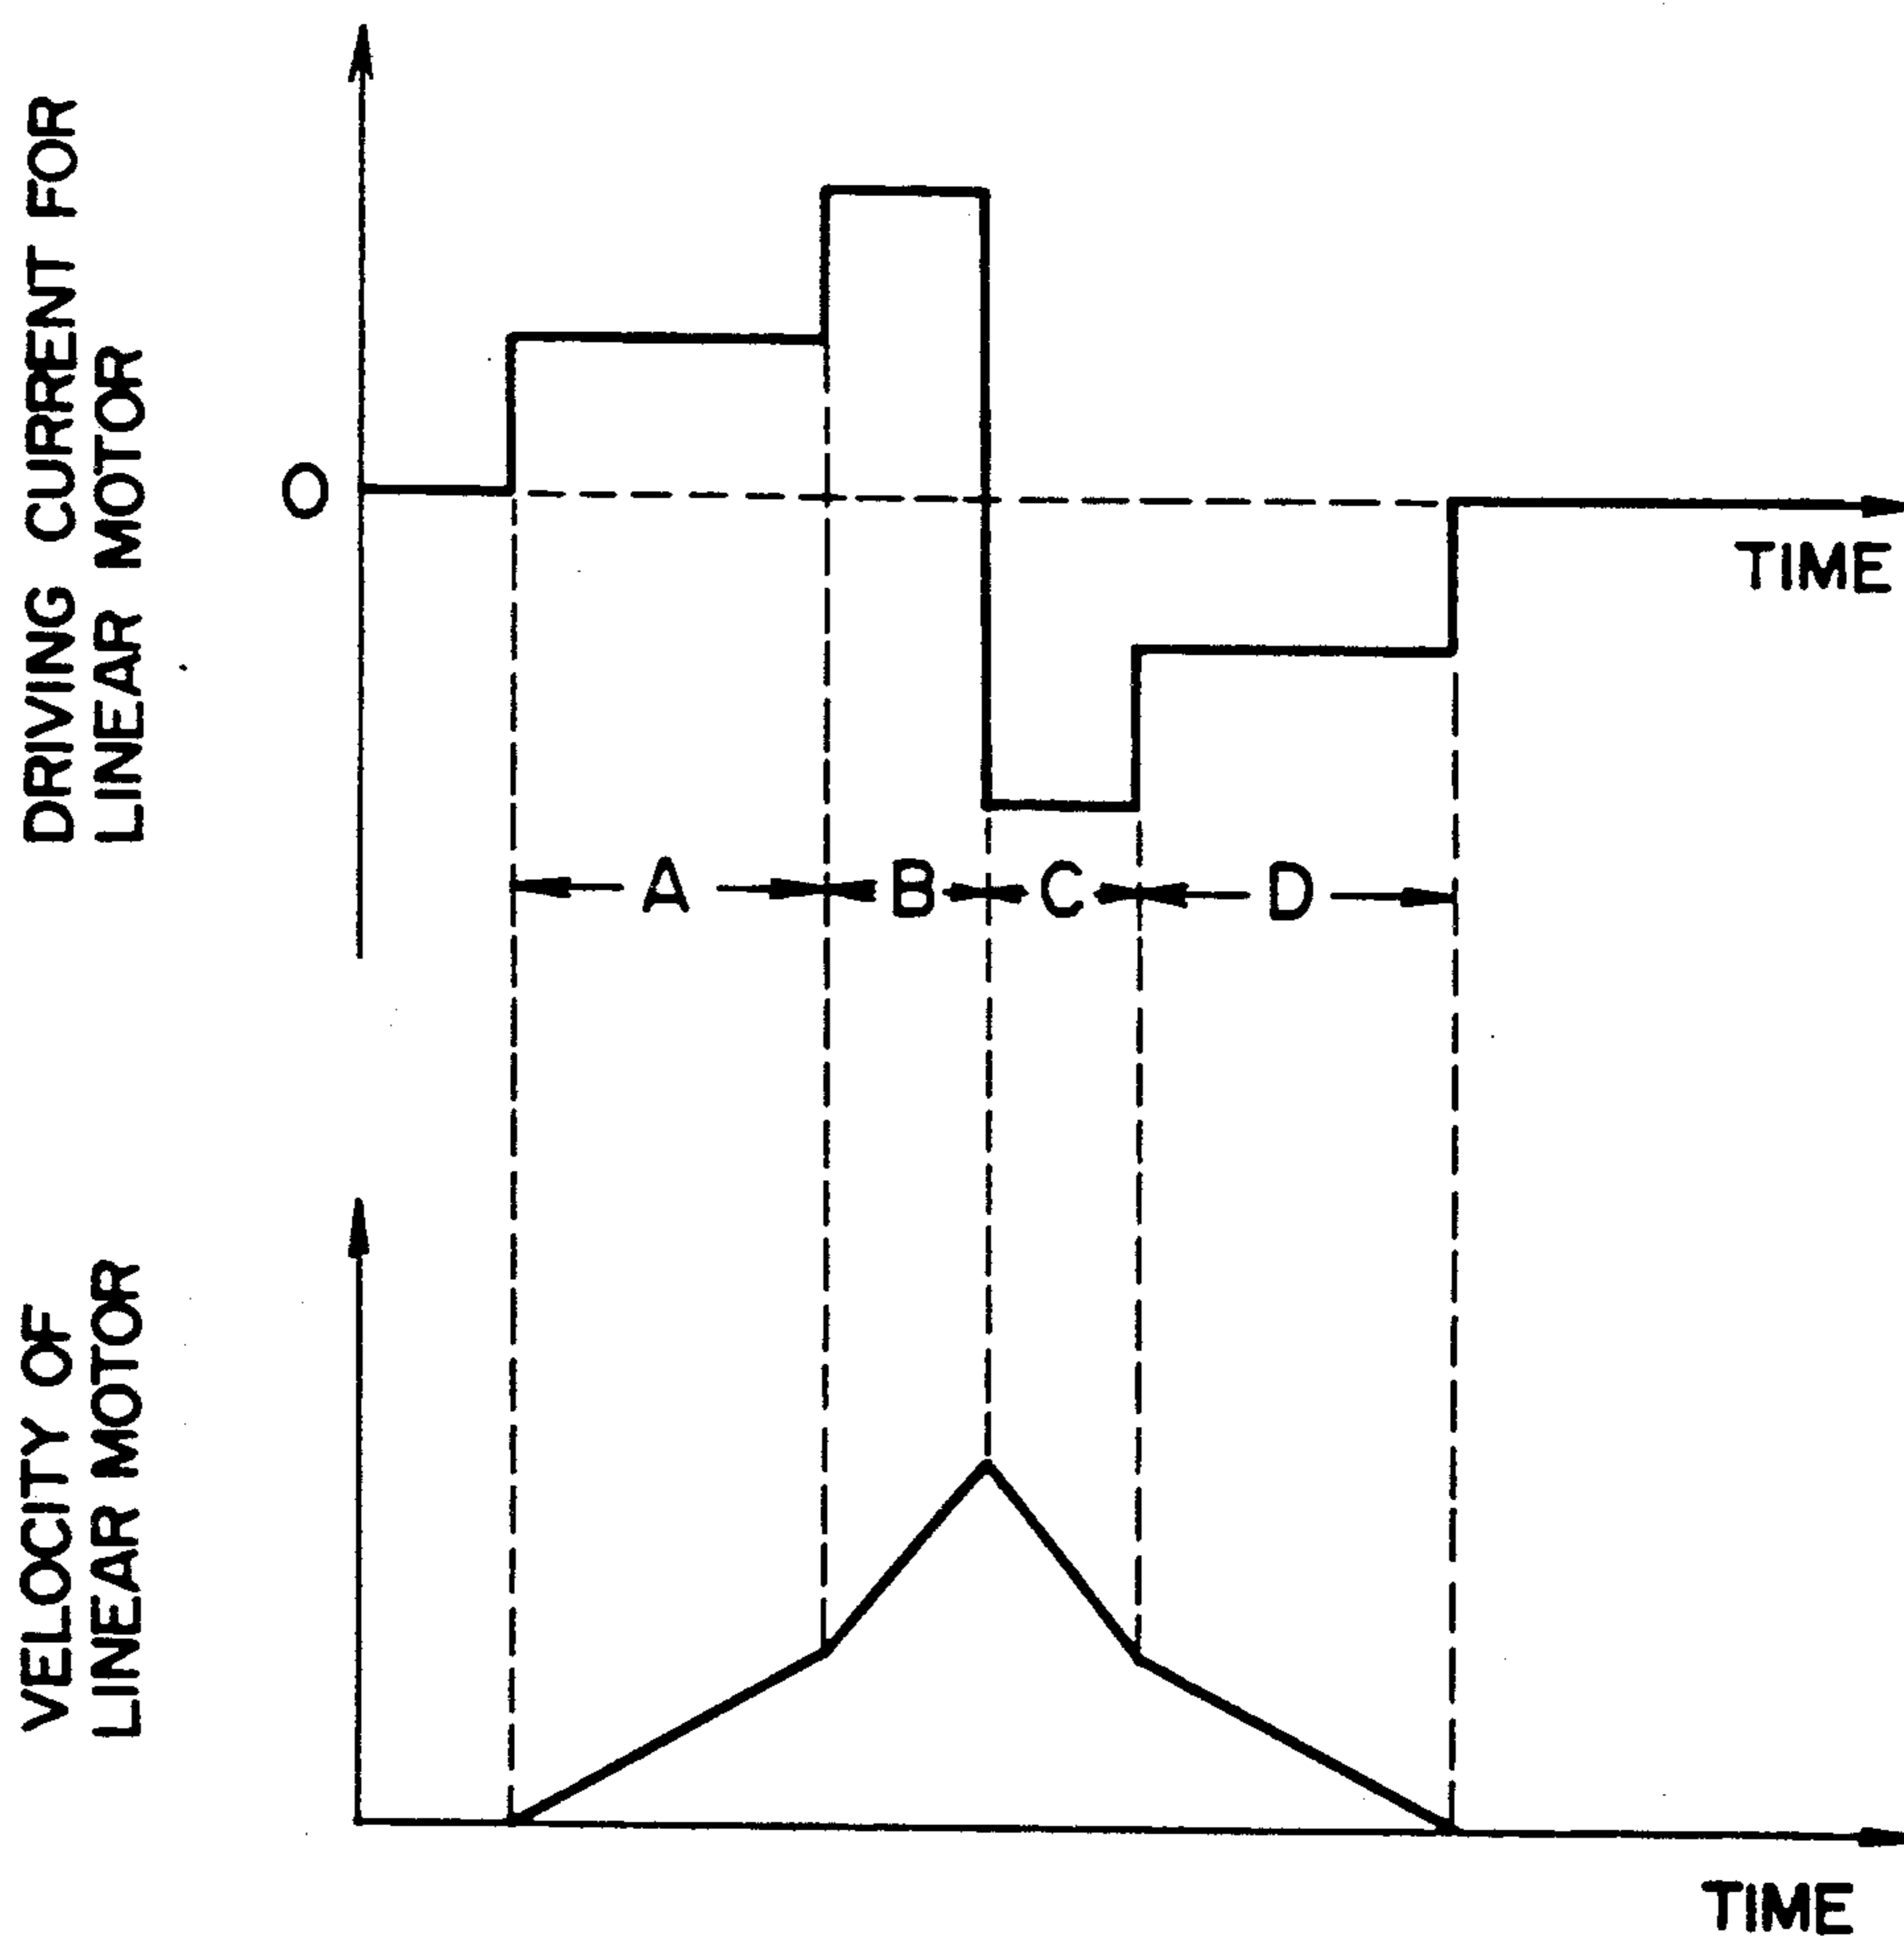 DRIVING CURRENT FOR
LINEAR MOTOR
O
TIME
A B C D
VELOCITY OF
LINEAR MOTOR
TIME